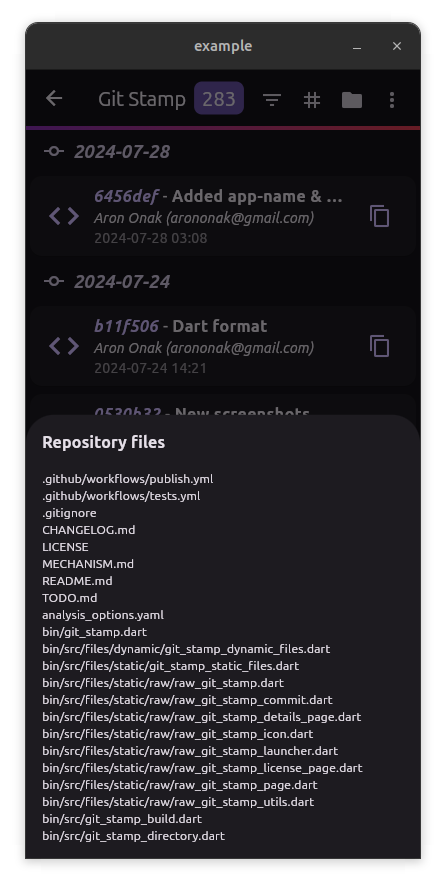 example
Git Stamp 283
2024-07-28
6456def - Added app-name & ...
Aron Onak (arononak@gmail.com)
2024-07-28 03:08
2024-07-24
b11f506 - Dart format
Aron Onak (arononak@gmail.com)
2024-07-24 14:21
0530b32 - New screenshots
Repository files
.github/workflows/publish.yml
.github/workflows/tests.yml
.gitignore
CHANGELOG.md
LICENSE
MECHANISM.md
README.md
TODO.md
analysis_options.yaml
bin/git_stamp.dart
bin/src/files/dynamic/git_stamp_dynamic_files.dart
bin/src/files/static/git_stamp_static_files.dart
bin/src/files/static/raw/raw_git_stamp.dart
bin/src/files/static/raw/raw_git_stamp_commit.dart
bin/src/files/static/raw/raw_git_stamp_details_page.dart
bin/src/files/static/raw/raw_git_stamp_icon.dart
bin/src/files/static/raw/raw_git_stamp_launcher.dart
bin/src/files/static/raw/raw_git_stamp_license_page.dart
bin/src/files/static/raw/raw_git_stamp_page.dart
bin/src/files/static/raw/raw_git_stamp_utils.dart
bin/src/git_stamp_build.dart
bin/src/git_stamp_directory.dart